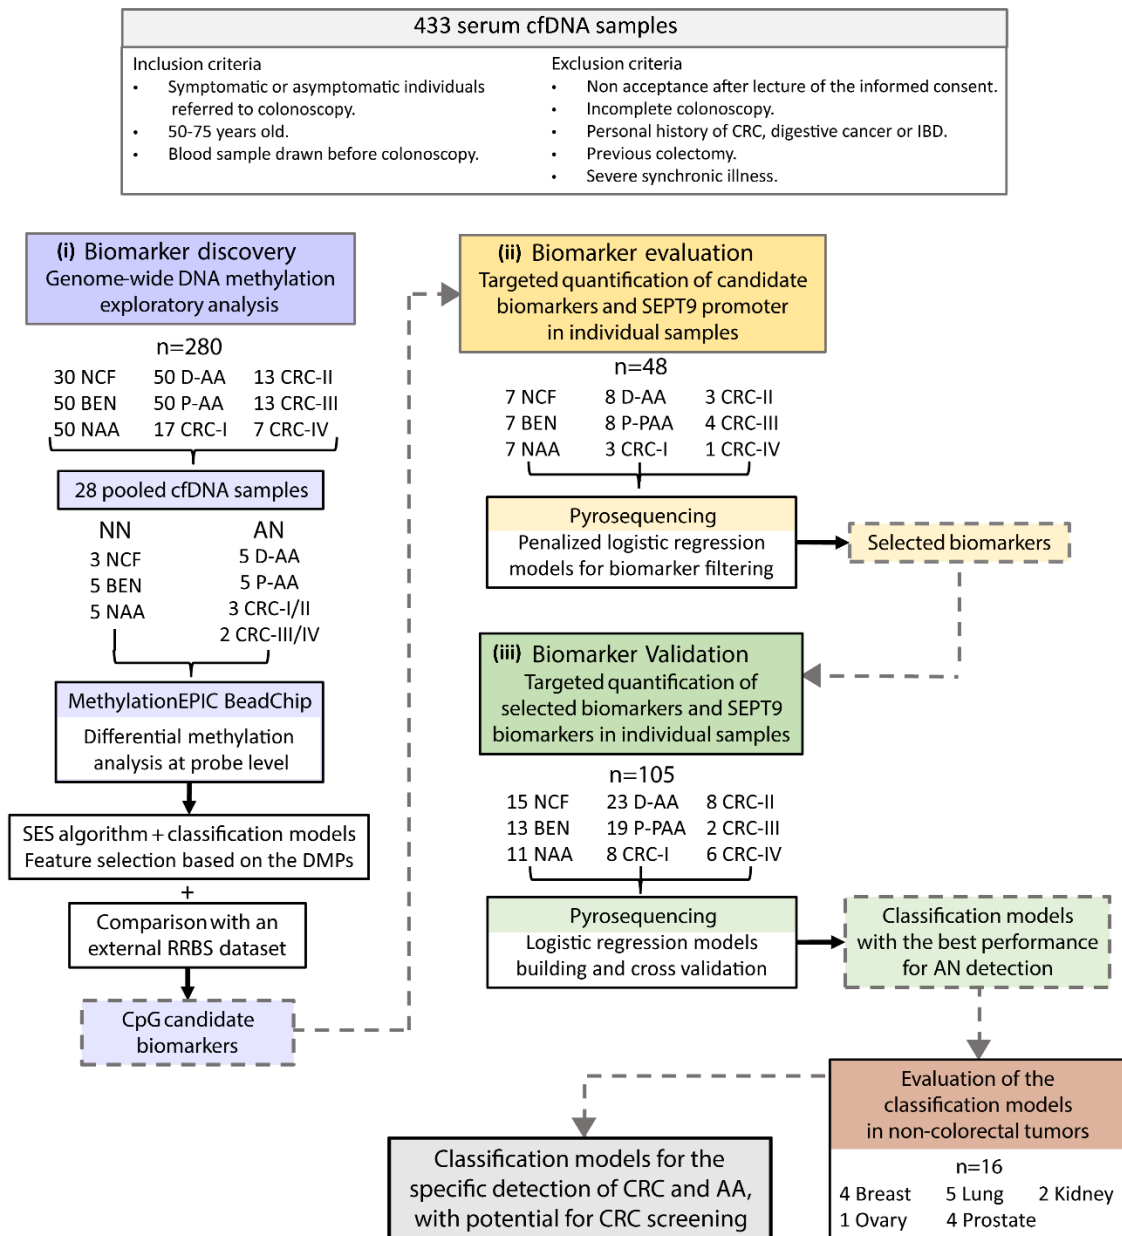 433 serum cfDNA samples
Inclusion criteria
• Symptomatic or asymptomatic individuals
referred to colonoscopy.
• 50-75 years old.
• Blood sample drawn before colonoscopy.
Exclusion criteria
• Non acceptance after lecture of the informed consent.
• Incomplete colonoscopy.
• Personal history of CRC, digestive cancer or IBD.
• Previous colectomy.
• Severe synchronic illness.
(i) Biomarker discovery
Genome-wide DNA methylation
exploratory analysis
n=280
30 NCF 50 D-AA 13 CRC-II
50 BEN 50 P-AA 13 CRC-III
50 NAA 17 CRC-I 7 CRC-IV
28 pooled cfDNA samples
NN AN
3 NCF 5 D-AA
5 BEN 5 P-AA
5 NAA 3 CRC-I/II
2 CRC-III/IV
MethylationEPIC BeadChip
Differential methylation
analysis at probe level
SES algorithm + classification models
Feature selection based on the DMPs
+
Comparison with an
external RRBS dataset
CpG candidate
biomarkers
(ii) Biomarker evaluation
Targeted quantification of candidate
biomarkers and SEPT9 promoter
in individual samples
n=48
7 NCF 8 D-AA 3 CRC-II
7 BEN 8 P-PAA 4 CRC-III
7 NAA 3 CRC-I 1 CRC-IV
Pyrosequencing
Penalized logistic regression
models for biomarker filtering
Selected biomarkers
(iii) Biomarker Validation
Targeted quantification of
selected biomarkers and SEPT9
biomarkers in individual samples
n=105
15 NCF 23 D-AA 8 CRC-II
13 BEN 19 P-PAA 2 CRC-III
11 NAA 8 CRC-I 6 CRC-IV
Pyrosequencing
Logistic regression models
building and cross validation
Classification models
with the best performance
for AN detection
Evaluation of the
classification models
in non-colorectal tumors
n=16
4 Breast 5 Lung 2 Kidney
1 Ovary 4 Prostate
Classification models for the
specific detection of CRC and AA,
with potential for CRC screening